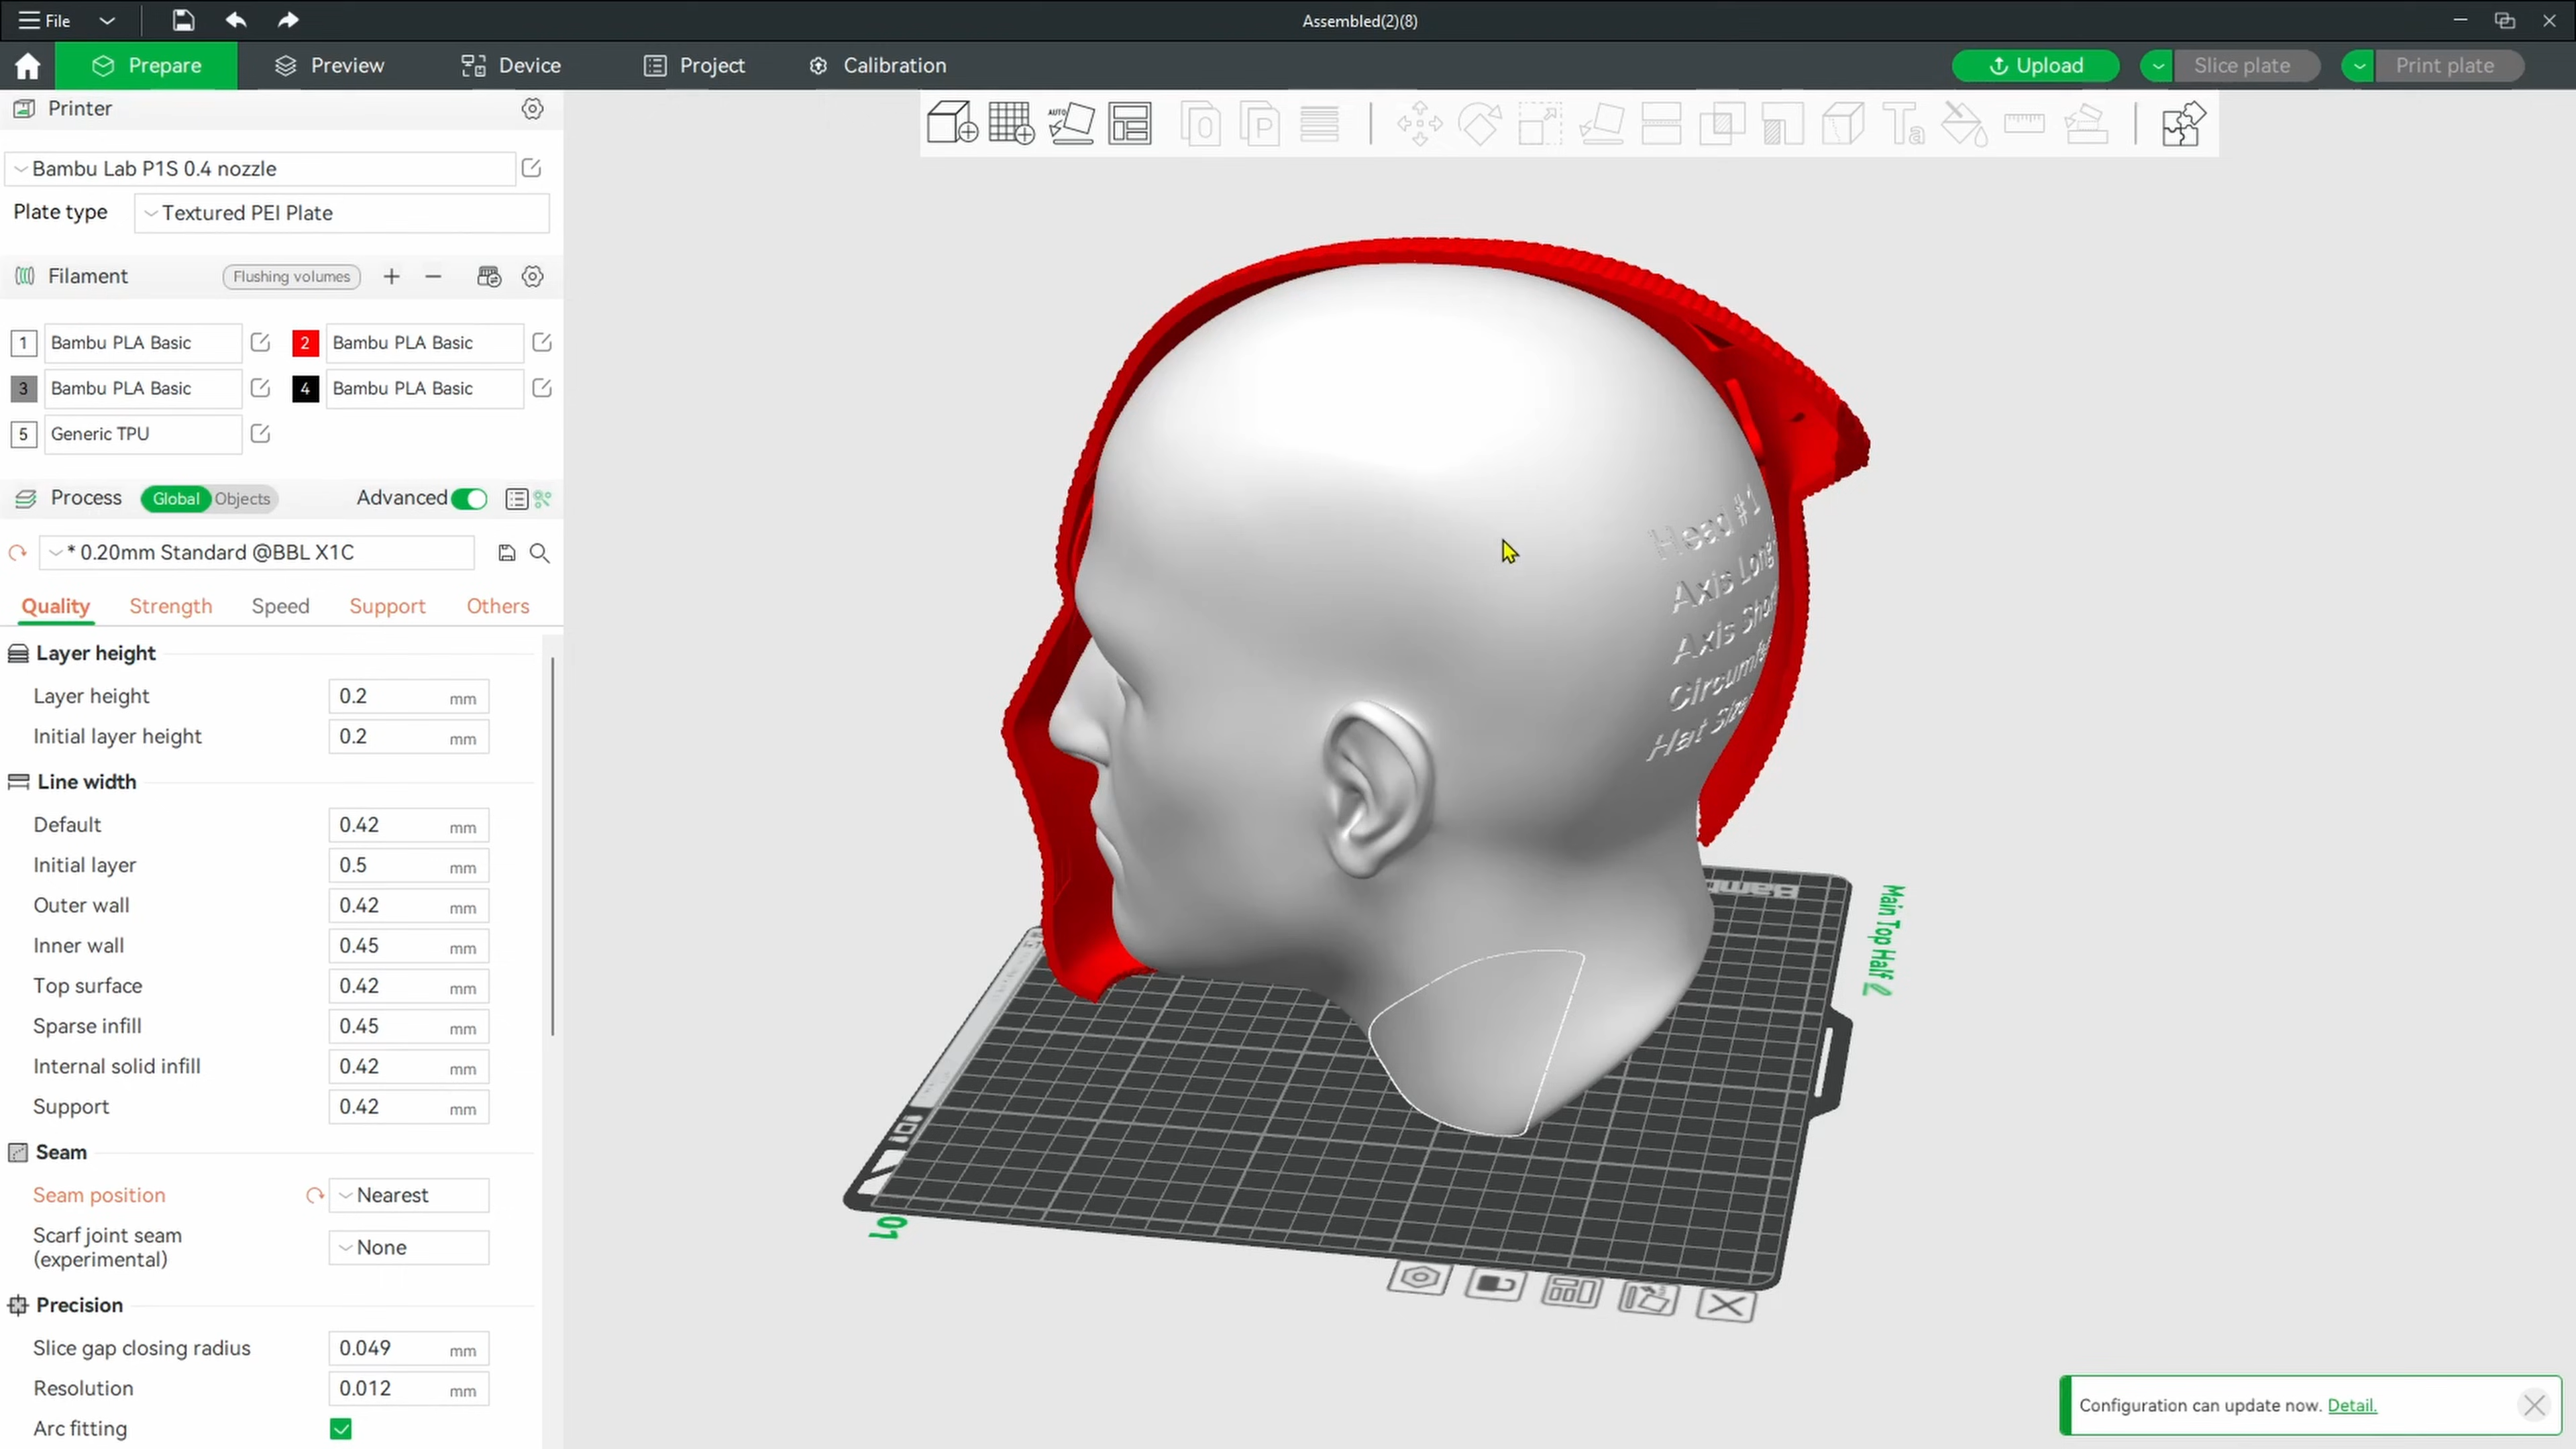 File
Assembled(2)(8)
Prepare
Preview
Device
Project
Calibration
Upload
Slice plate
Print plate
Printer
Bambu Lab P1S 0.4 nozzle
Plate type
Textured PEI Plate
Filament
Flushing volumes
1 Bambu PLA Basic
2 Bambu PLA Basic
3 Bambu PLA Basic
4 Bambu PLA Basic
5 Generic TPU
Process
Global
Objects
Advanced
* 0.20mm Standard @BBL X1C
Quality
Strength
Speed
Support
Others
Layer height
Layer height 0.2 mm
Initial layer height 0.2 mm
Line width
Default 0.42 mm
Initial layer 0.5 mm
Outer wall 0.42 mm
Inner wall 0.45 mm
Top surface 0.42 mm
Sparse infill 0.45 mm
Internal solid infill 0.42 mm
Support 0.42 mm
Seam
Seam position Nearest
Scarf joint seam
(experimental) None
Precision
Slice gap closing radius 0.049 mm
Resolution 0.012 mm
Arc fitting
AUTO
Head #1
Axis Long
Axis
Hat Size
Main Top Half 2
01
Configuration can update now. Detail.